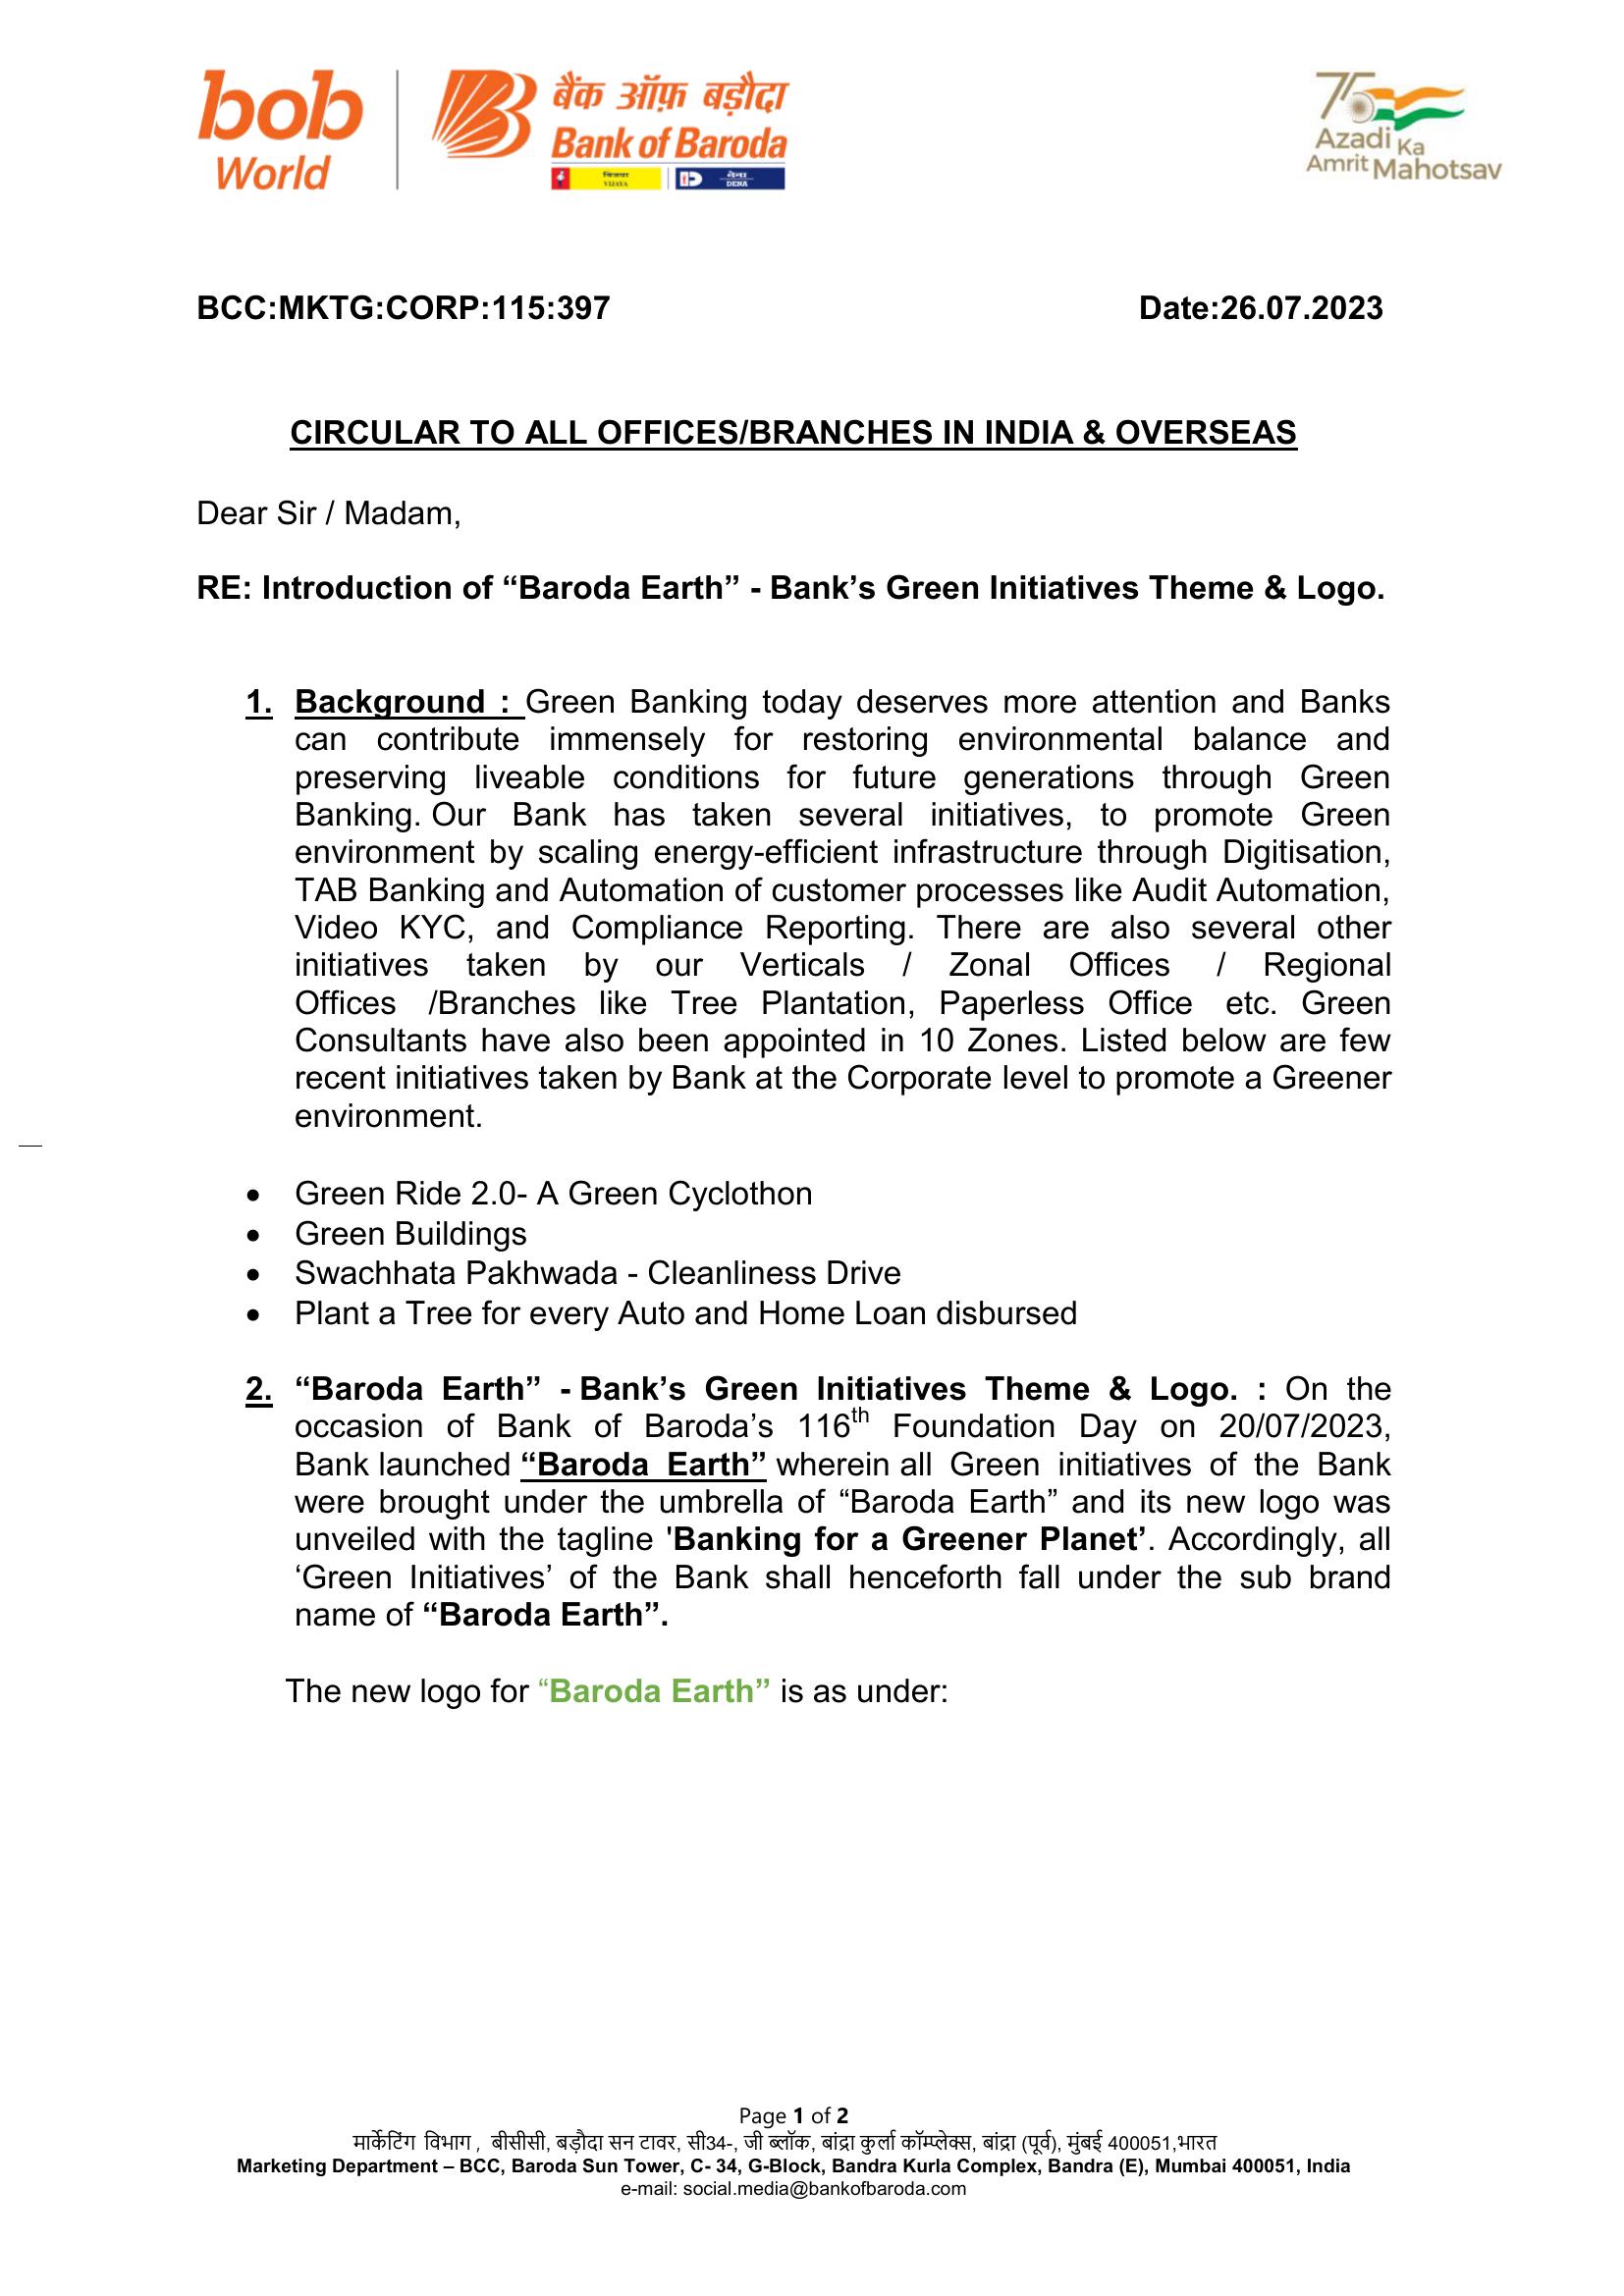 bob
World
बैंक ऑफ़ बड़ौदा
Bank of Baroda
विजया
VIJAYA
देना
DENA
75
Azadi Ka
Amrit Mahotsav
BCC:MKTG:CORP:115:397 Date:26.07.2023
CIRCULAR TO ALL OFFICES/BRANCHES IN INDIA & OVERSEAS
Dear Sir / Madam,
RE: Introduction of “Baroda Earth” - Bank’s Green Initiatives Theme & Logo.
1. Background : Green Banking today deserves more attention and Banks
can contribute immensely for restoring environmental balance and
preserving liveable conditions for future generations through Green
Banking. Our Bank has taken several initiatives, to promote Green
environment by scaling energy-efficient infrastructure through Digitisation,
TAB Banking and Automation of customer processes like Audit Automation,
Video KYC, and Compliance Reporting. There are also several other
initiatives taken by our Verticals / Zonal Offices / Regional
Offices /Branches like Tree Plantation, Paperless Office etc. Green
Consultants have also been appointed in 10 Zones. Listed below are few
recent initiatives taken by Bank at the Corporate level to promote a Greener
environment.
• Green Ride 2.0- A Green Cyclothon
• Green Buildings
• Swachhata Pakhwada - Cleanliness Drive
• Plant a Tree for every Auto and Home Loan disbursed
2. “Baroda Earth” - Bank’s Green Initiatives Theme & Logo. : On the
occasion of Bank of Baroda’s 116th Foundation Day on 20/07/2023,
Bank launched “Baroda Earth” wherein all Green initiatives of the Bank
were brought under the umbrella of “Baroda Earth” and its new logo was
unveiled with the tagline 'Banking for a Greener Planet’. Accordingly, all
‘Green Initiatives’ of the Bank shall henceforth fall under the sub brand
name of “Baroda Earth”.
The new logo for “Baroda Earth” is as under:
Page 1 of 2
मार्केटिंग विभाग , बीसीसी, बड़ौदा सन टावर, सी34-, जी ब्लॉक, बांद्रा कुर्ला कॉम्प्लेक्स, बांद्रा (पूर्व), मुंबई 400051,भारत
Marketing Department – BCC, Baroda Sun Tower, C- 34, G-Block, Bandra Kurla Complex, Bandra (E), Mumbai 400051, India
e-mail: social.media@bankofbaroda.com